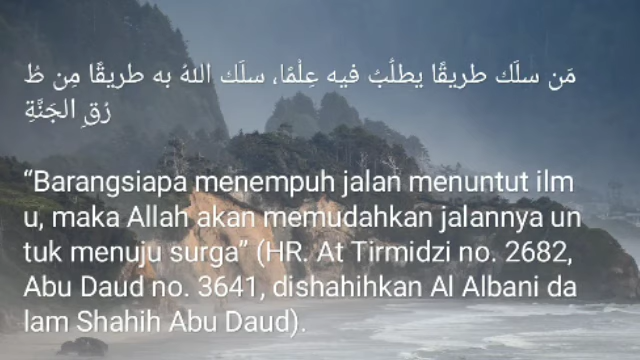 مَن سلَك طريقًا يطلُبُ فيه عِلْمًا، سلَك اللهُ به طريقًا مِن طُ
رُقِ الجَنَّةِ
“Barangsiapa menempuh jalan menuntut ilm
u, maka Allah akan memudahkan jalannya un
tuk menuju surga” (HR. At Tirmidzi no. 2682,
Abu Daud no. 3641, dishahihkan Al Albani da
lam Shahih Abu Daud).